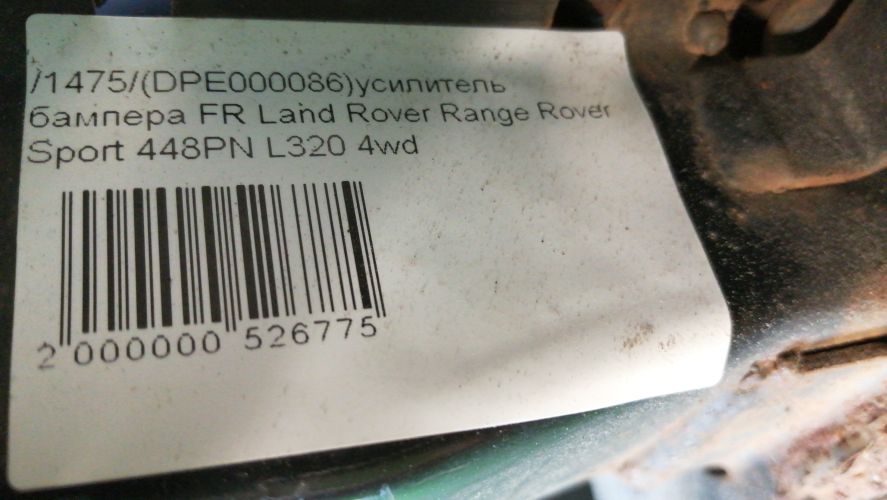 /1475/(DPE000086)усилитель
бампера FR Land Rover Range Rover
Sport 448PN L320 4wd
2 000000 526775